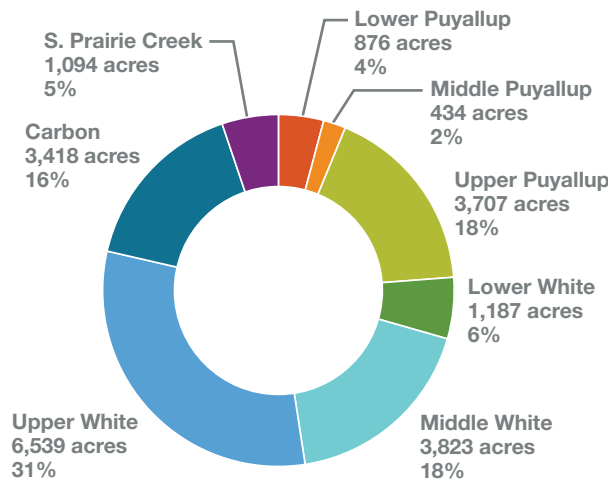 Lower Puyallup
876 acres
4%
Middle Puyallup
434 acres
2%
Upper Puyallup
3,707 acres
18%
Lower White
1,187 acres
6%
Middle White
3,823 acres
18%
Upper White
6,539 acres
31%
Carbon
3,418 acres
16%
S. Prairie Creek
1,094 acres
5%